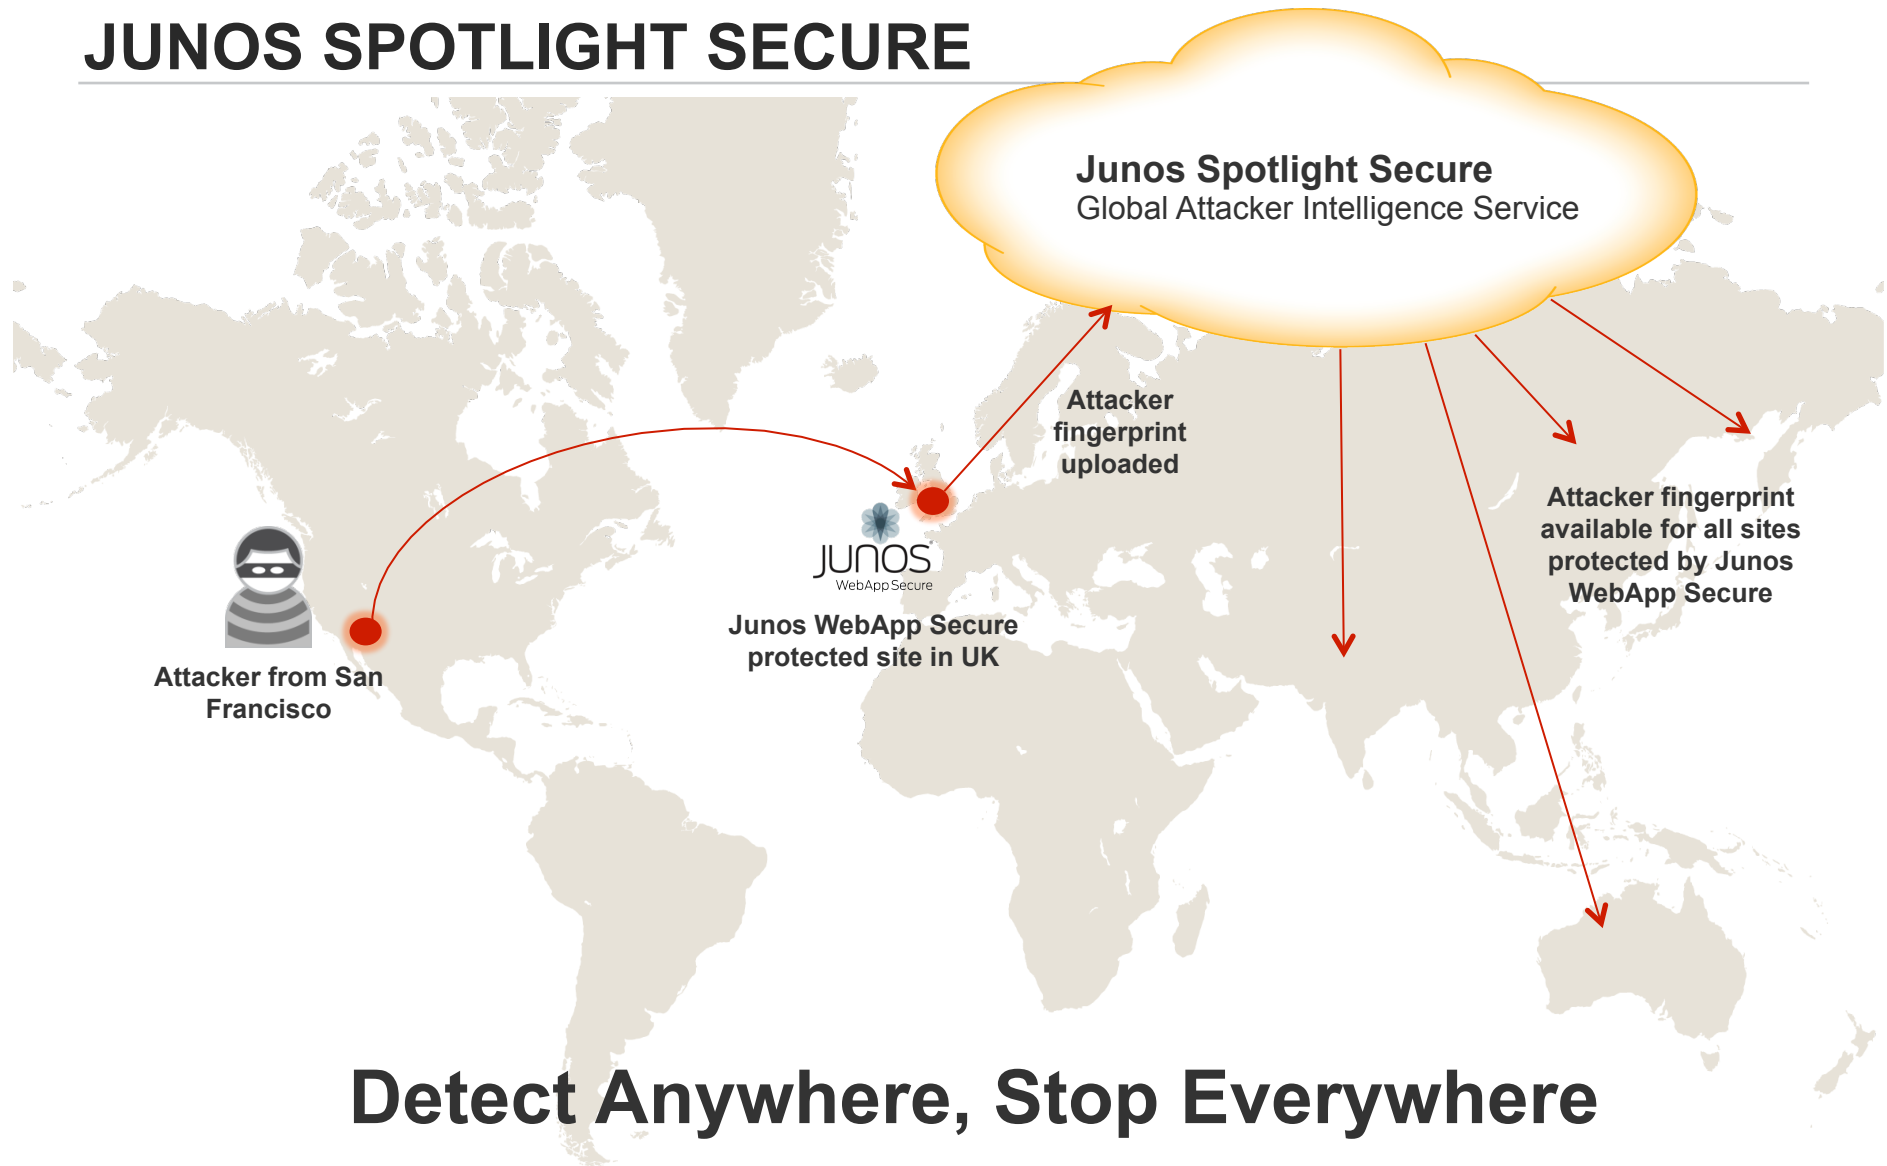 JUNOS SPOTLIGHT SECURE
Junos Spotlight Secure
Global Attacker Intelligence Service
Attacker
fingerprint
uploaded
Attacker fingerprint
available for all sites
protected by Junos
WebApp Secure
JUNOS
WebApp Secure
Junos WebApp Secure
protected site in UK
Attacker from San
Francisco
Detect Anywhere, Stop Everywhere